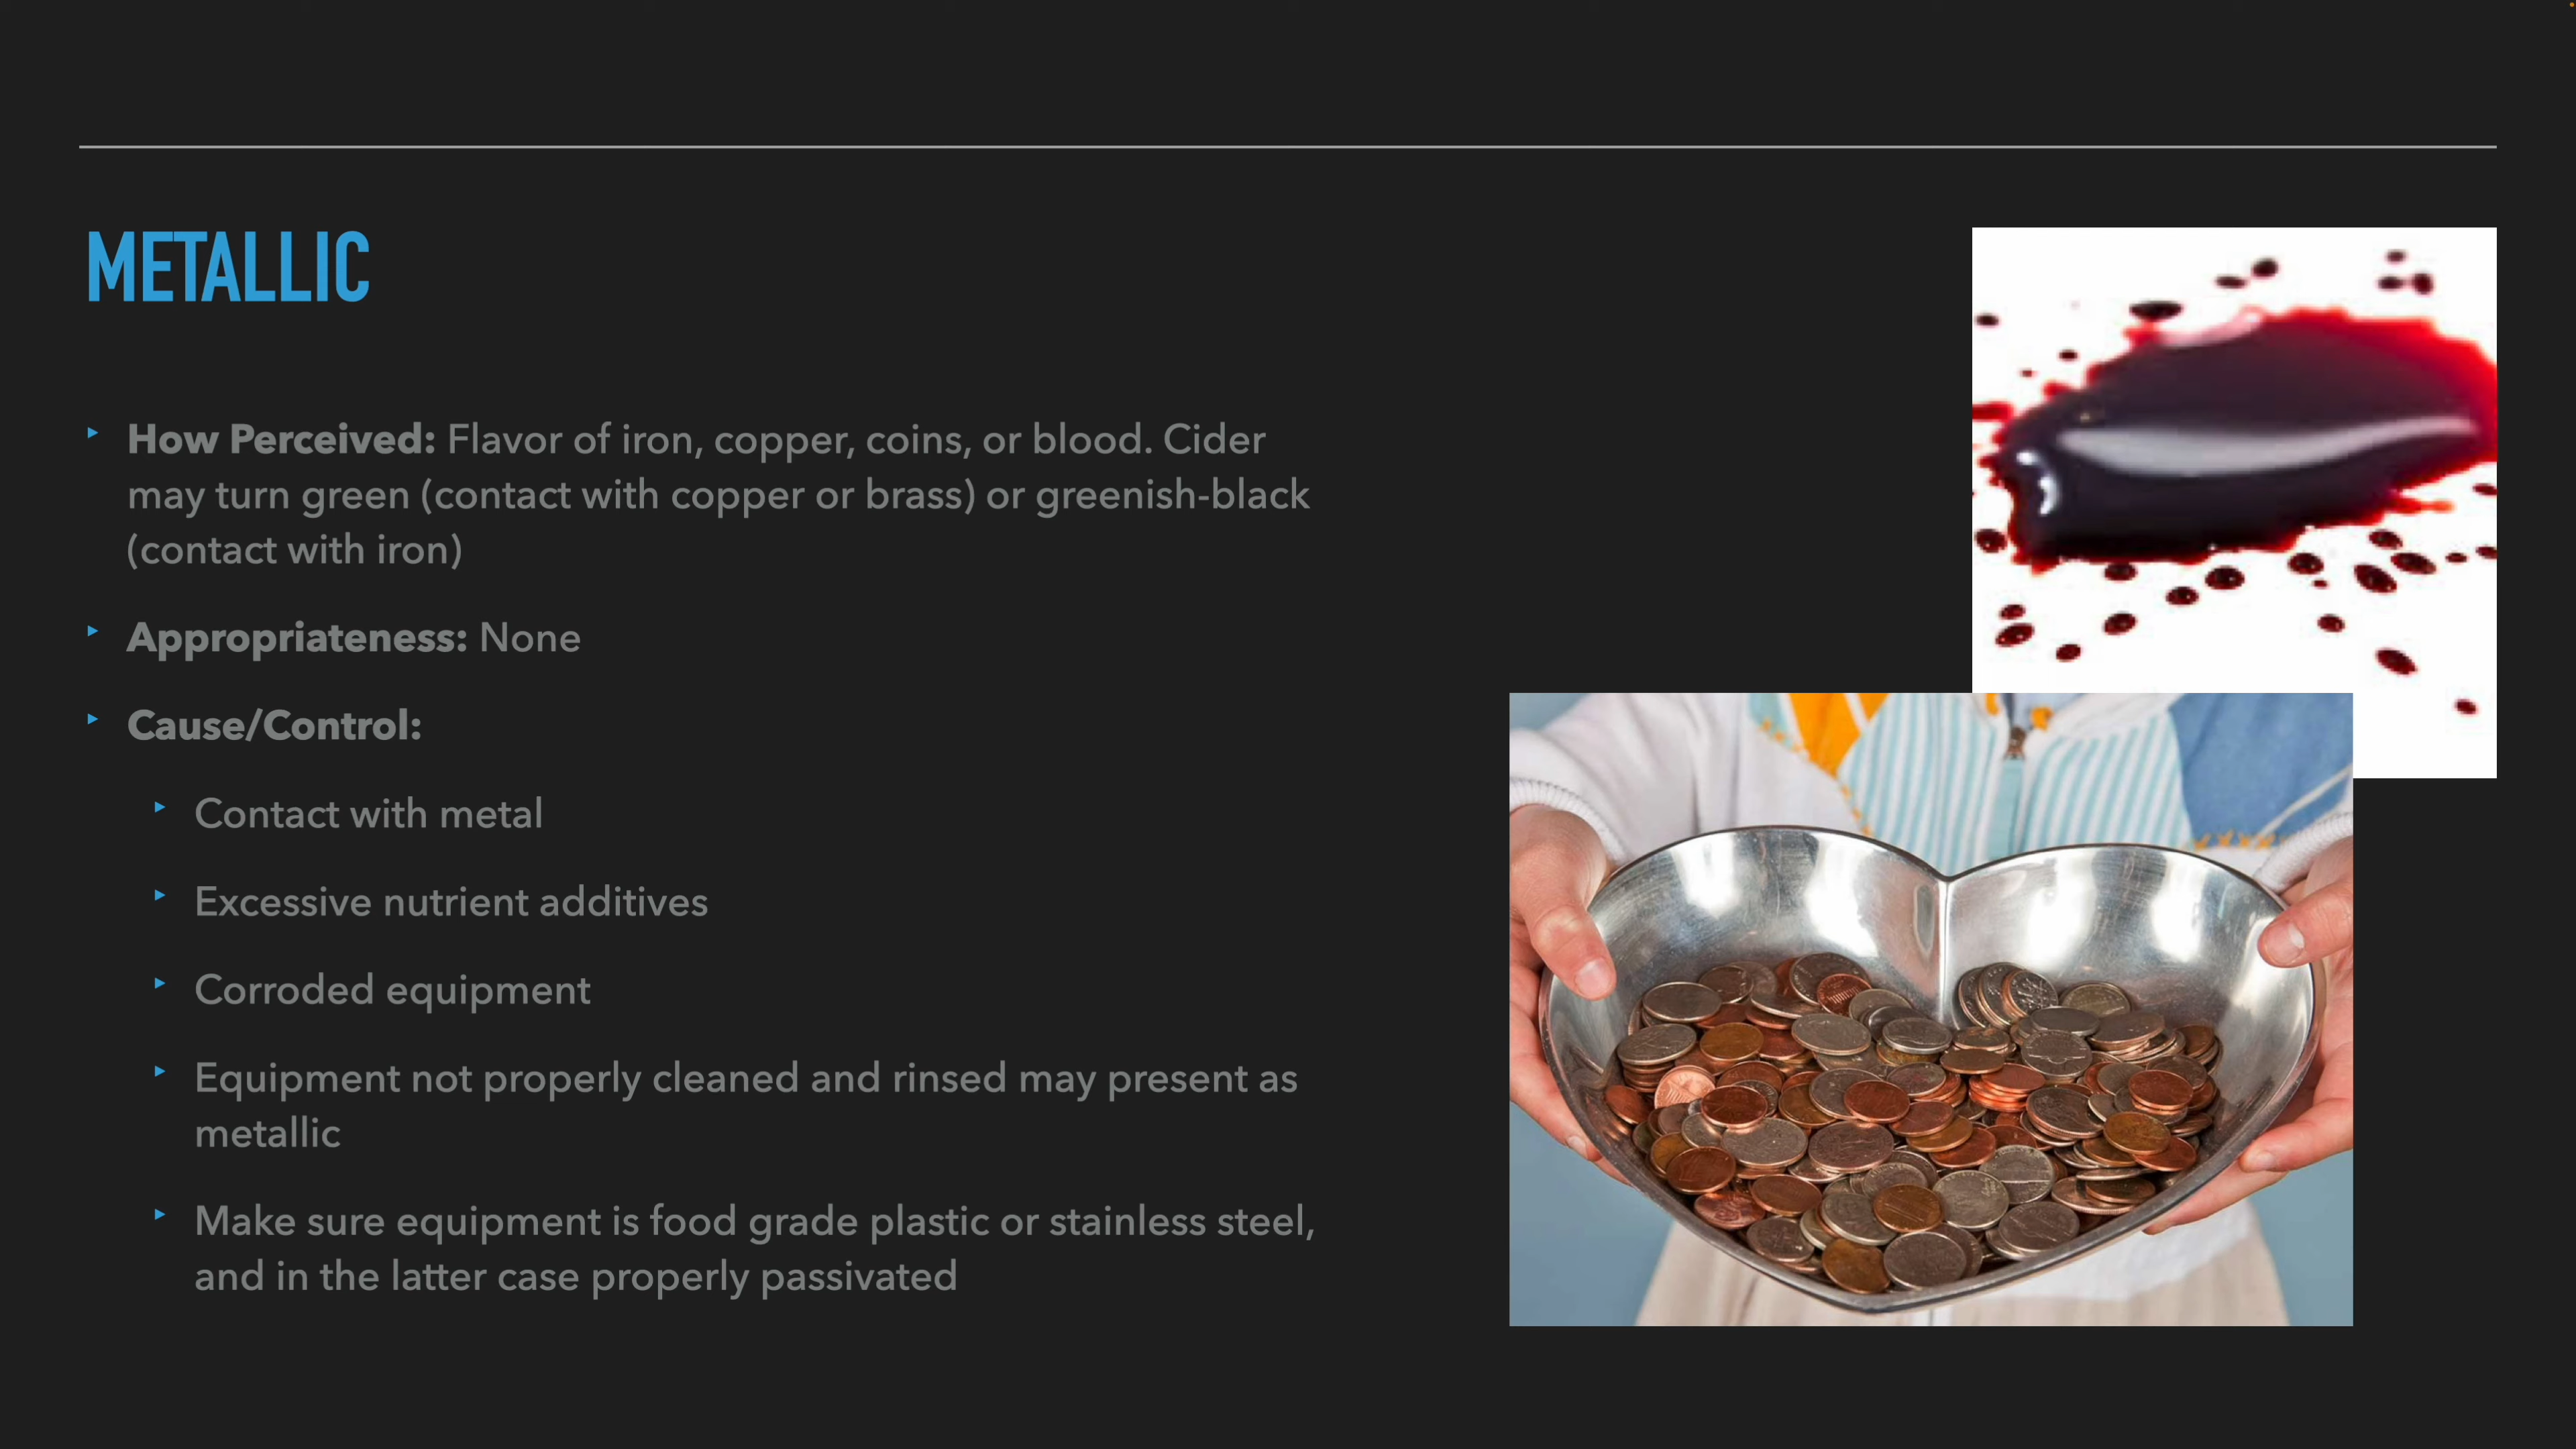 METALLIC
How Perceived: Flavor of iron, copper, coins, or blood. Cider
may turn green (contact with copper or brass) or greenish-black
(contact with iron)
Appropriateness: None
Cause/Control:
Contact with metal
Excessive nutrient additives
Corroded equipment
Equipment not properly cleaned and rinsed may present as
metallic
Make sure equipment is food grade plastic or stainless steel,
and in the latter case properly passivated